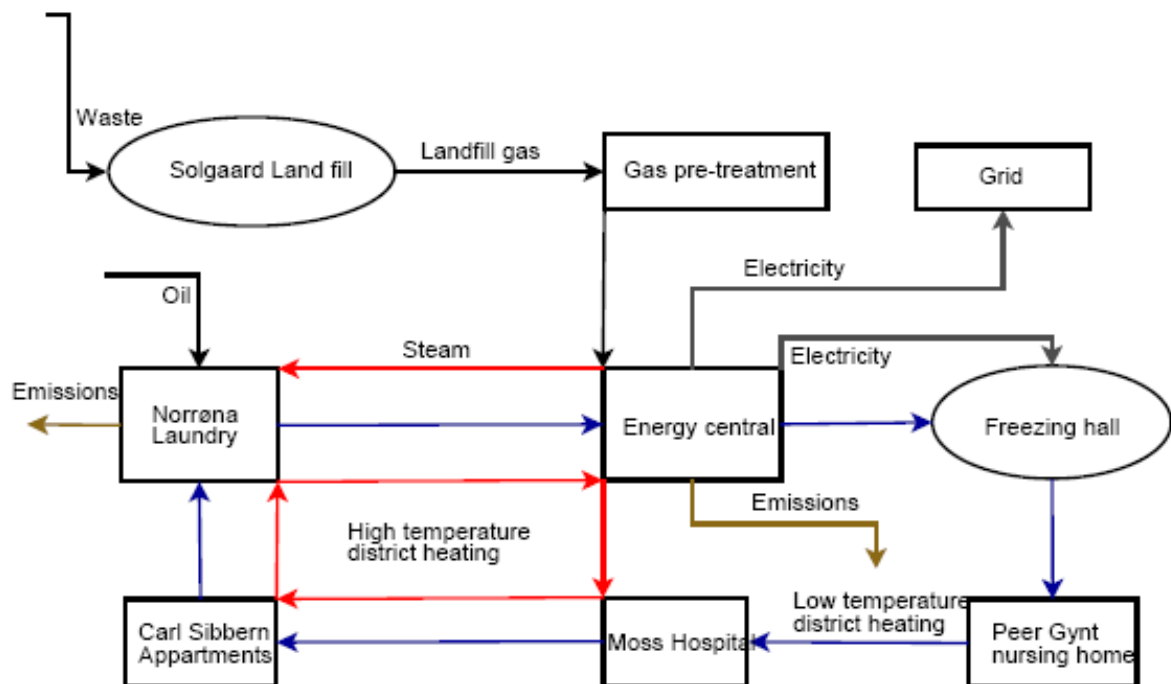 Waste
Solgaard Land fill
Landfill gas
Gas pre-treatment
Grid
Electricity
Oil
Steam
Electricity
Emissions
Norrøna
Laundry
Energy central
Freezing hall
Emissions
High temperature
district heating
Low temperature
district heating
Carl Sibbern
Appartments
Moss Hospital
Peer Gynt
nursing home